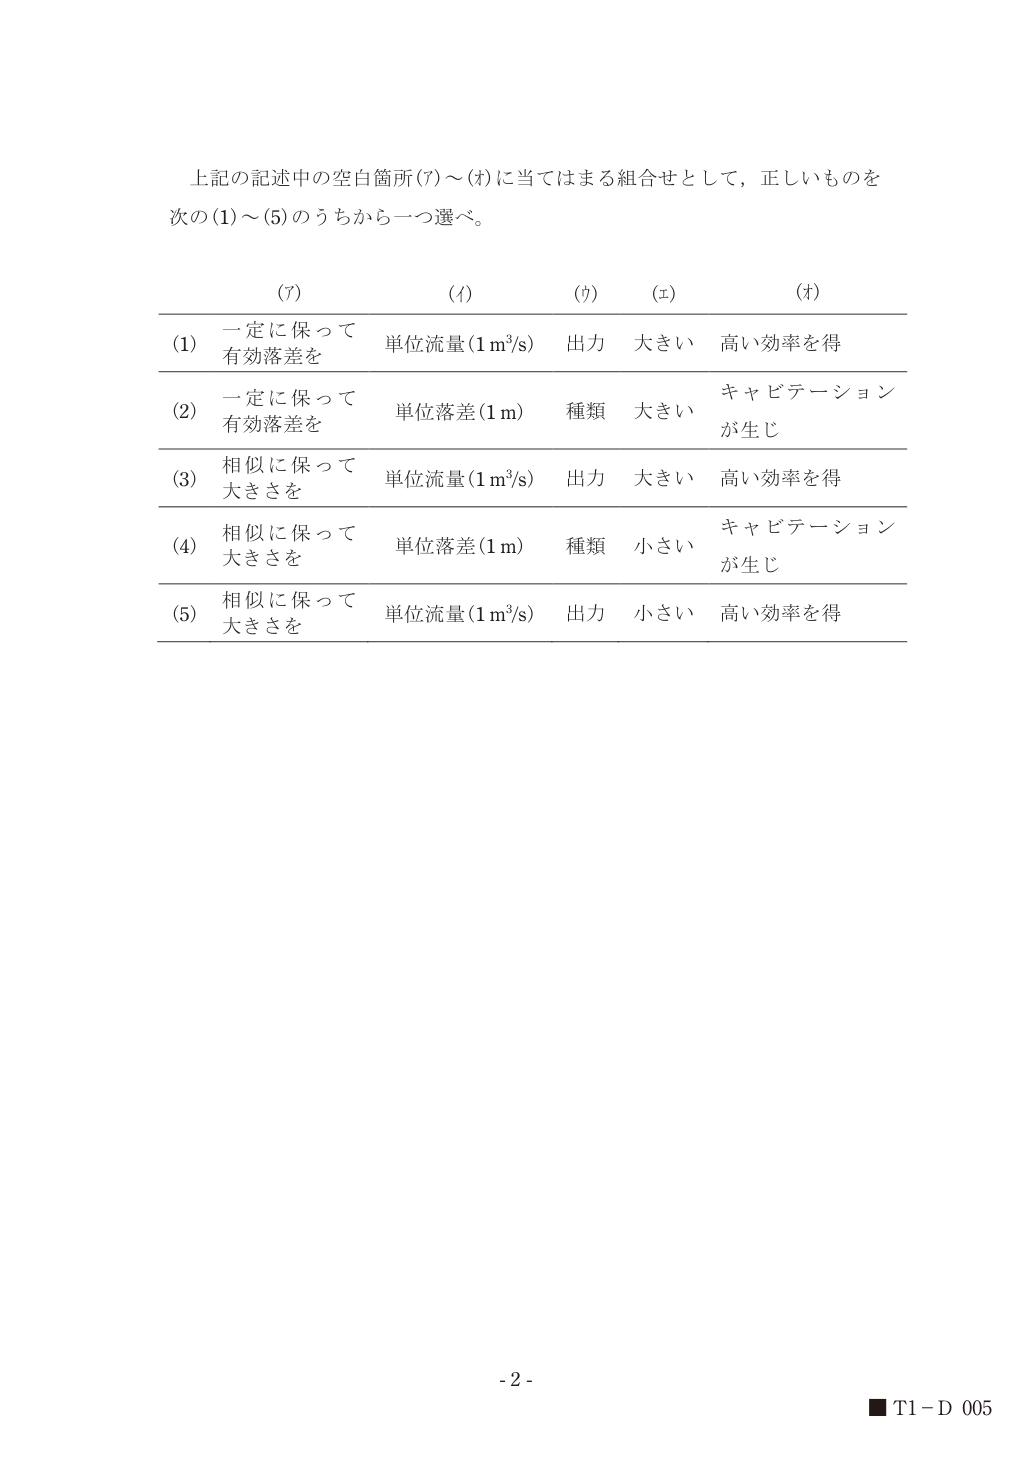 上記の記述中の空白箇所(ア)～(オ)に当てはまる組合せとして，正しいものを
次の(1)～(5)のうちから一つ選べ。
(ア) (イ) (ウ) (エ) (オ)
(1) 一定に保って有効落差を 単位流量(1 m³/s) 出力 大きい 高い効率を得
(2) 一定に保って有効落差を 単位落差(1 m) 種類 大きい キャビテーションが生じ
(3) 相似に保って大きさを 単位流量(1 m³/s) 出力 大きい 高い効率を得
(4) 相似に保って大きさを 単位落差(1 m) 種類 小さい キャビテーションが生じ
(5) 相似に保って大きさを 単位流量(1 m³/s) 出力 小さい 高い効率を得
- 2 -
■ T1－D 005